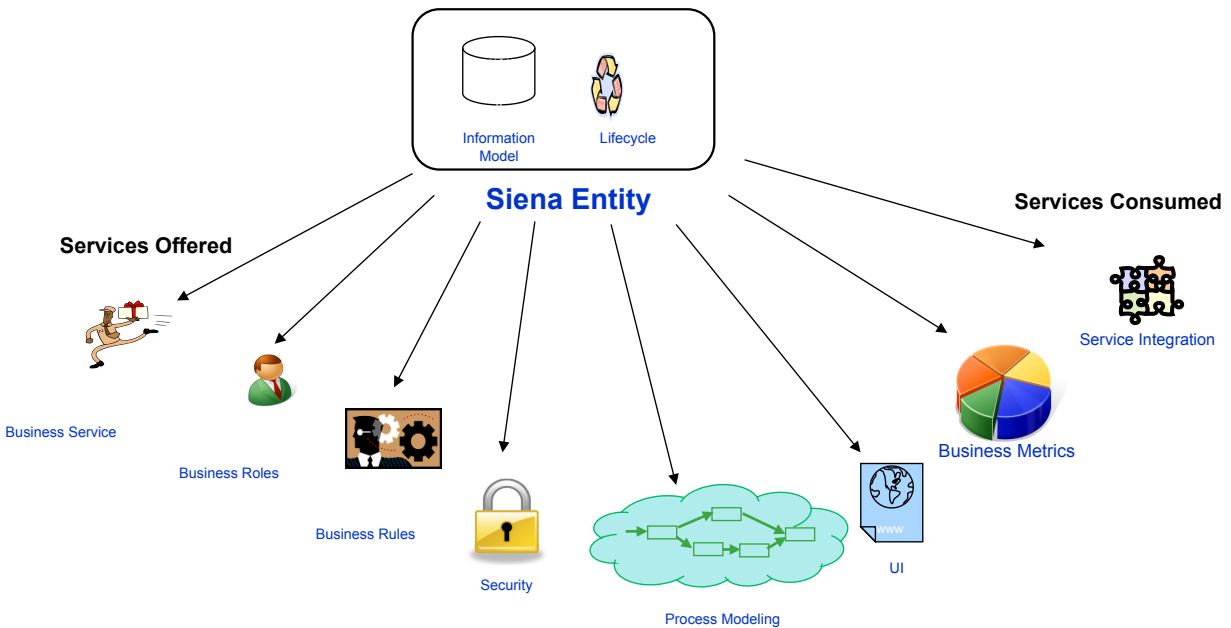 Information
Model
Lifecycle
Siena Entity
Services Consumed
Services Offered
Service Integration
Business Service
Business Metrics
Business Roles
Business Rules
www
UI
Security
Process Modeling